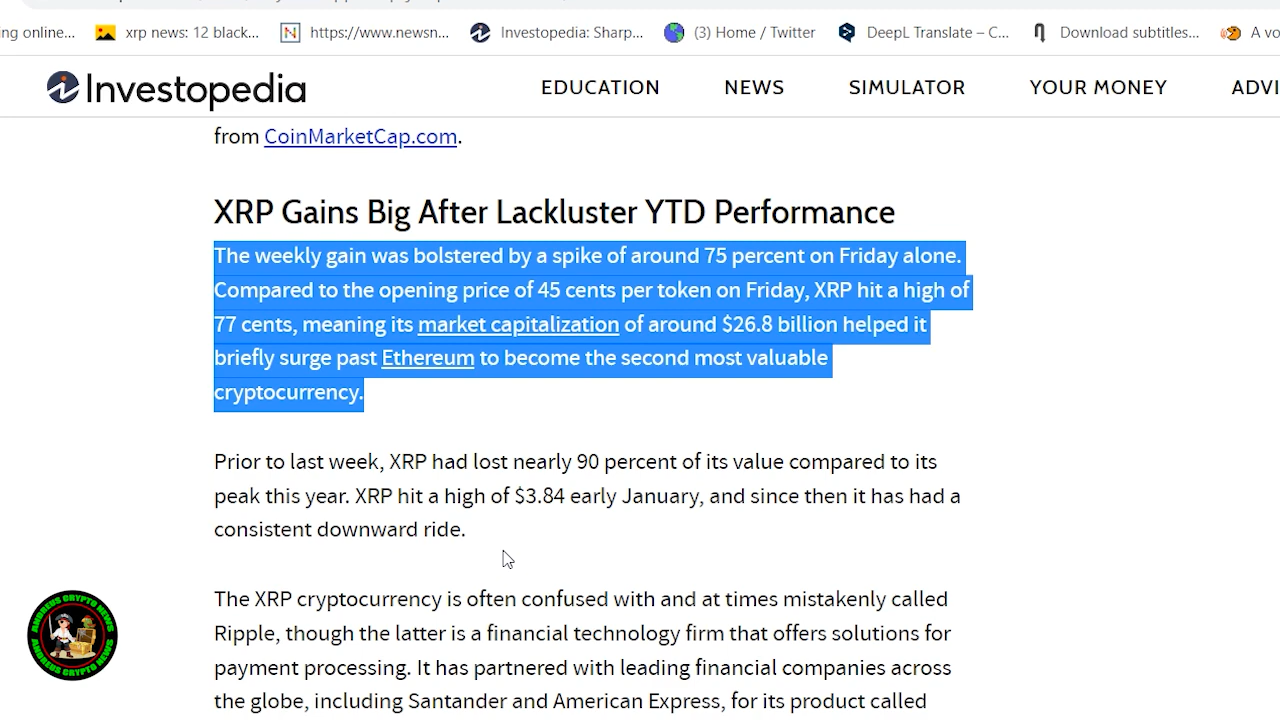 ng online...
xrp news: 12 black...
https://www.newsn...
Investopedia: Sharp...
(3) Home / Twitter
DeepL Translate – C...
Download subtitles...
A vo
Investopedia
EDUCATION
NEWS
SIMULATOR
YOUR MONEY
ADVI
from CoinMarketCap.com.
XRP Gains Big After Lackluster YTD Performance
The weekly gain was bolstered by a spike of around 75 percent on Friday alone.
Compared to the opening price of 45 cents per token on Friday, XRP hit a high of
77 cents, meaning its market capitalization of around $26.8 billion helped it
briefly surge past Ethereum to become the second most valuable
cryptocurrency.
Prior to last week, XRP had lost nearly 90 percent of its value compared to its
peak this year. XRP hit a high of $3.84 early January, and since then it has had a
consistent downward ride.
The XRP cryptocurrency is often confused with and at times mistakenly called
Ripple, though the latter is a financial technology firm that offers solutions for
payment processing. It has partnered with leading financial companies across
the globe, including Santander and American Express, for its product called
ANDREUS CRYPTO NEWS
ANDREUS CRYPTO NEWS